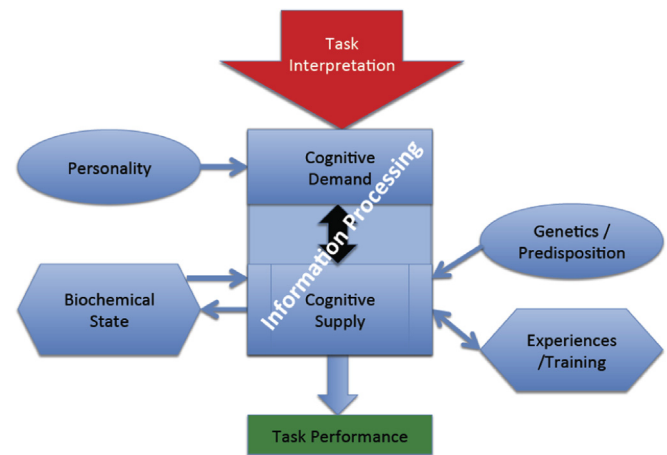 Task
Interpretation
Personality
Cognitive
Demand
Information Processing
Genetics /
Predisposition
Biochemical
State
Cognitive
Supply
Experiences
/Training
Task Performance